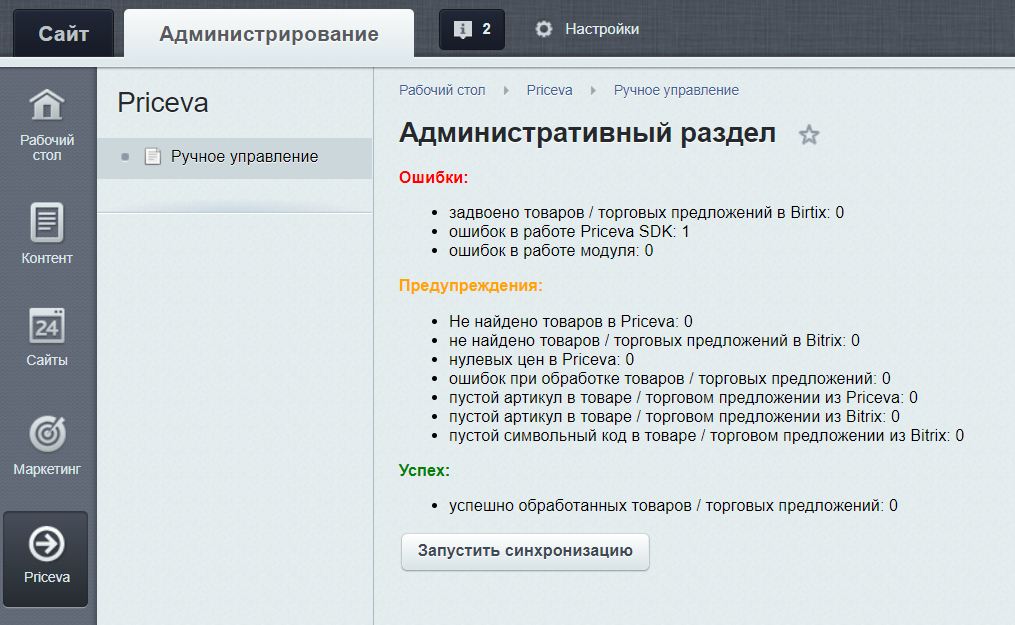 Сайт
Администрирование
2
Настройки
Рабочий стол
Контент
24
Сайты
Маркетинг
Priceva
Priceva
Ручное управление
Рабочий стол
Priceva
Ручное управление
Административный раздел
Ошибки:
задвоено товаров / торговых предложений в Birtix: 0
ошибок в работе Priceva SDK: 1
ошибок в работе модуля: 0
Предупреждения:
Не найдено товаров в Priceva: 0
не найдено товаров / торговых предложений в Bitrix: 0
нулевых цен в Priceva: 0
ошибок при обработке товаров / торговых предложений: 0
пустой артикул в товаре / торговом предложении из Priceva: 0
пустой артикул в товаре / торговом предложении из Bitrix: 0
пустой символьный код в товаре / торговом предложении из Bitrix: 0
Успех:
успешно обработанных товаров / торговых предложений: 0
Запустить синхронизацию